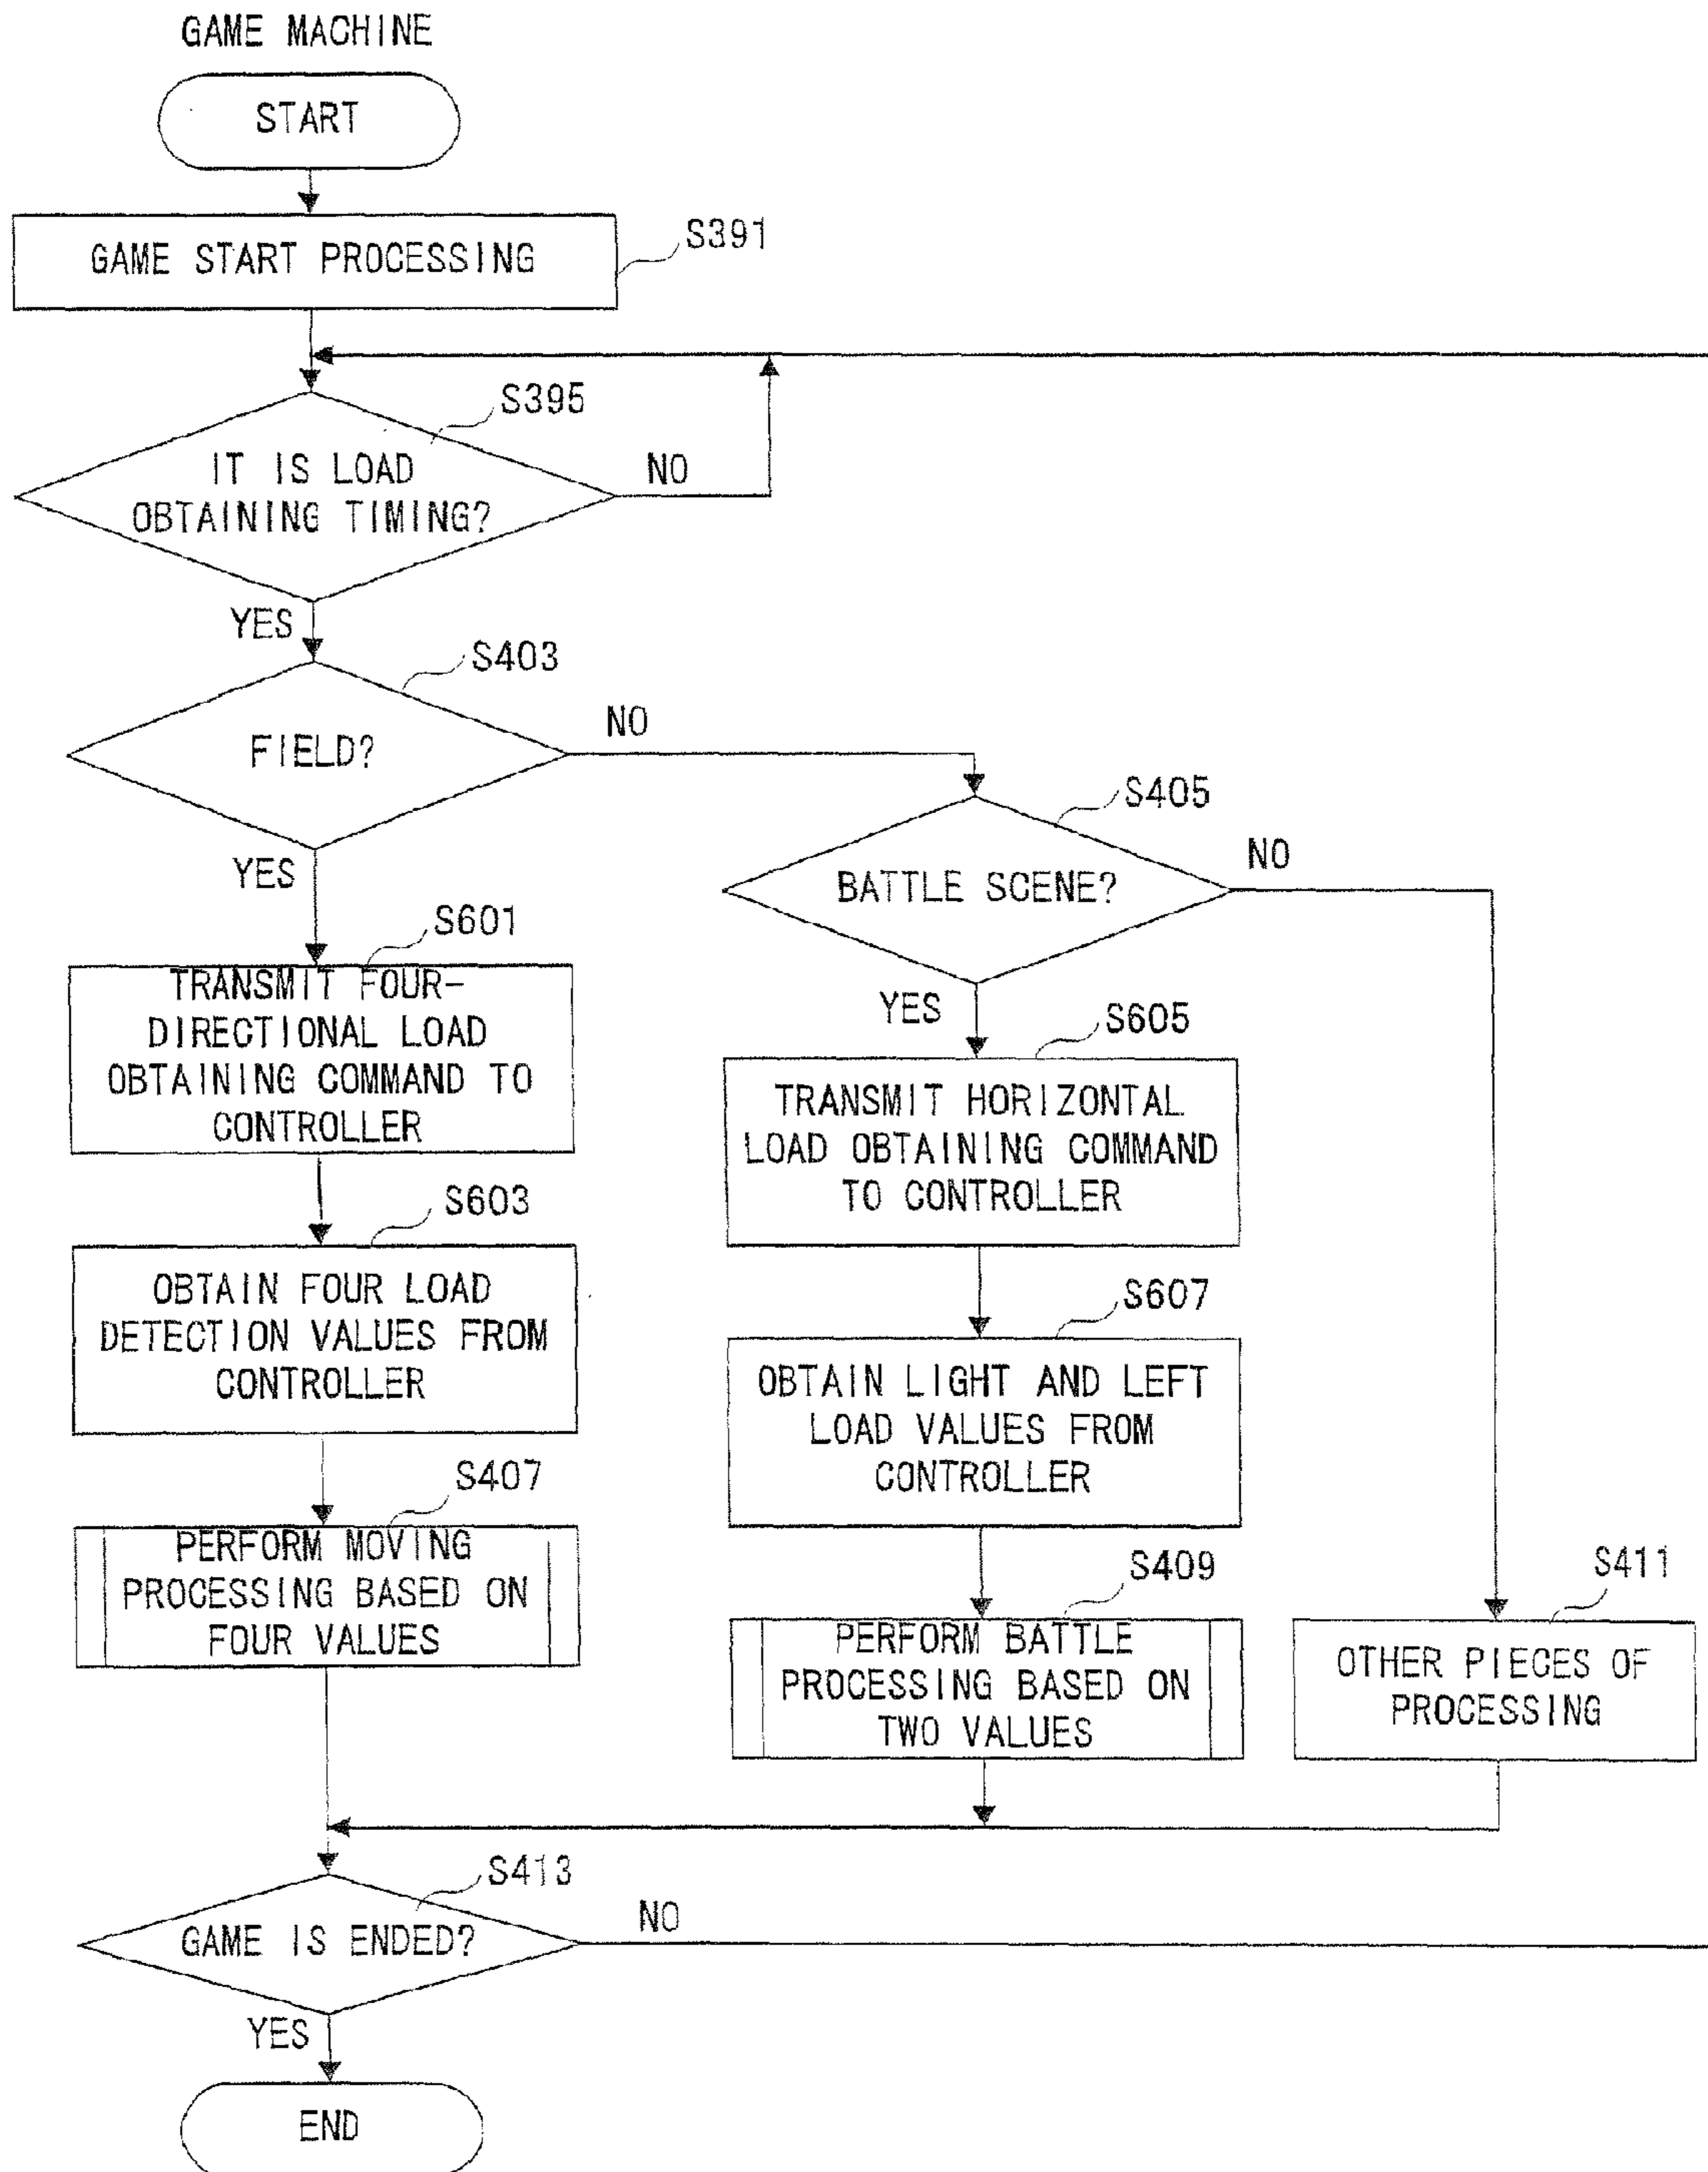 GAME MACHINE
START
GAME START PROCESSING
S391
S395
IT IS LOAD
OBTAINING TIMING?
NO
YES
S403
FIELD?
NO
YES
S405
BATTLE SCENE?
NO
YES
S601
TRANSMIT FOUR-
DIRECTIONAL LOAD
OBTAINING COMMAND TO
CONTROLLER
S605
TRANSMIT HORIZONTAL
LOAD OBTAINING COMMAND
TO CONTROLLER
S603
OBTAIN FOUR LOAD
DETECTION VALUES FROM
CONTROLLER
S607
OBTAIN LIGHT AND LEFT
LOAD VALUES FROM
CONTROLLER
S407
PERFORM MOVING
PROCESSING BASED ON
FOUR VALUES
S409
PERFORM BATTLE
PROCESSING BASED ON
TWO VALUES
S411
OTHER PIECES OF
PROCESSING
S413
GAME IS ENDED?
NO
YES
END